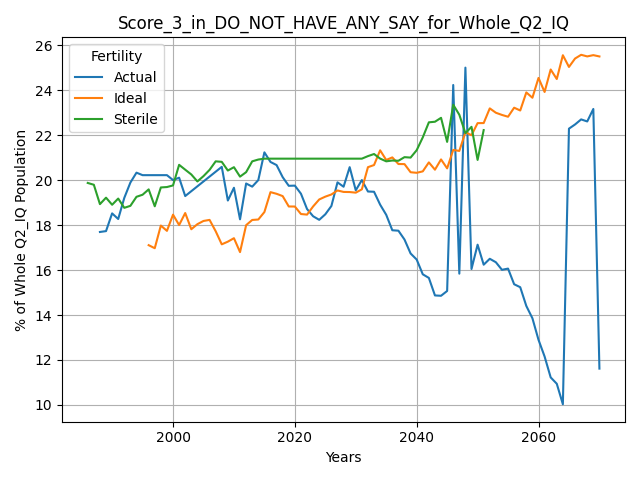 Score_3_in_DO_NOT_HAVE_ANY_SAY_for_Whole_Q2_IQ
Fertility
Actual
Ideal
Sterile
% of Whole Q2_IQ Population
26
24
22
20
18
16
14
12
10
2000 2020 2040 2060
Years